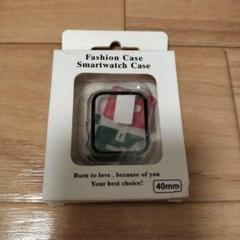 Fashion Case
Smartwatch Case
Born to love . because of you
Your best choice!
40mm